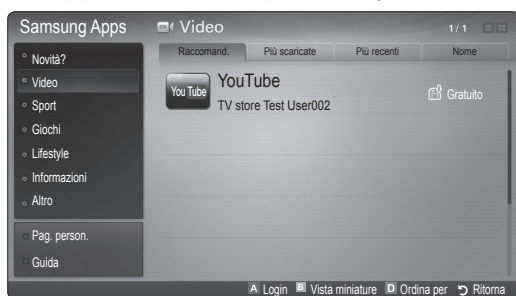 Samsung Apps
Video
1/1
Novità?
Video
Sport
Giochi
Lifestyle
Informazioni
Altro
Pag. person.
Guida
Raccomand. Più scaricate Più recenti Nome
You Tube
YouTube
TV store Test User002
Gratuito
A Login B Vista miniature D Ordina per Ritorna